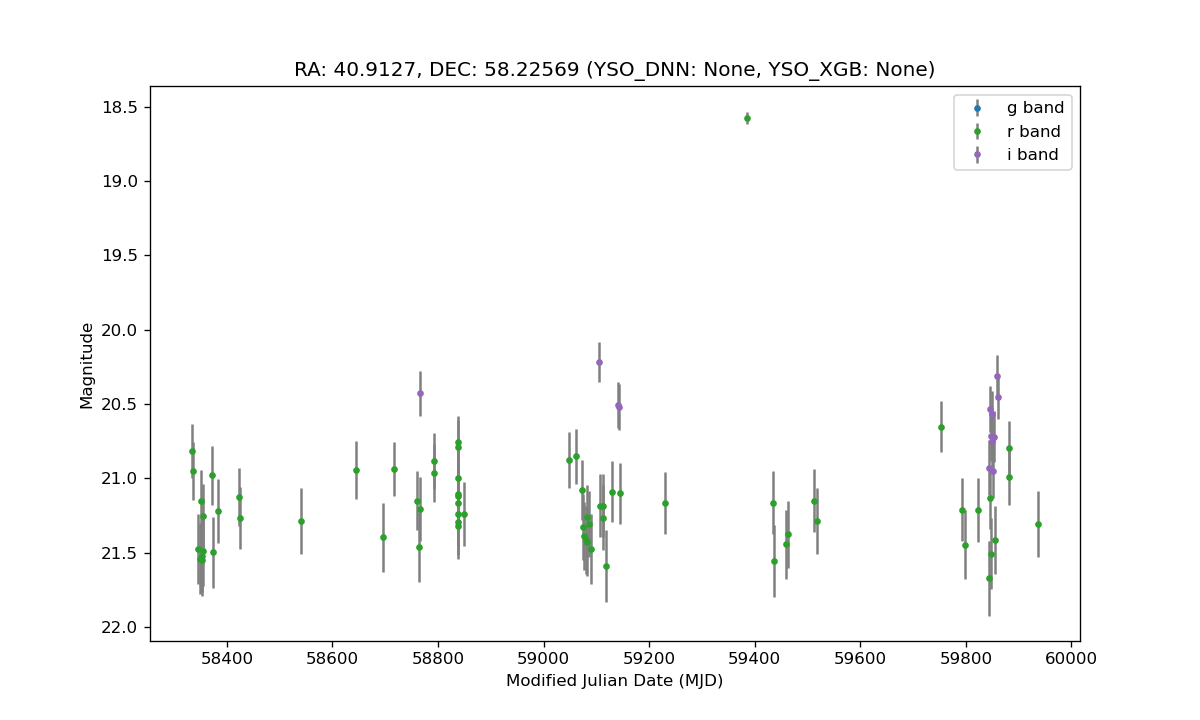 RA: 40.9127, DEC: 58.22569 (YSO_DNN: None, YSO_XGB: None)
g band
r band
i band
18.5
19.0
19.5
20.0
20.5
21.0
21.5
22.0
Magnitude
58400 58600 58800 59000 59200 59400 59600 59800 60000
Modified Julian Date (MJD)